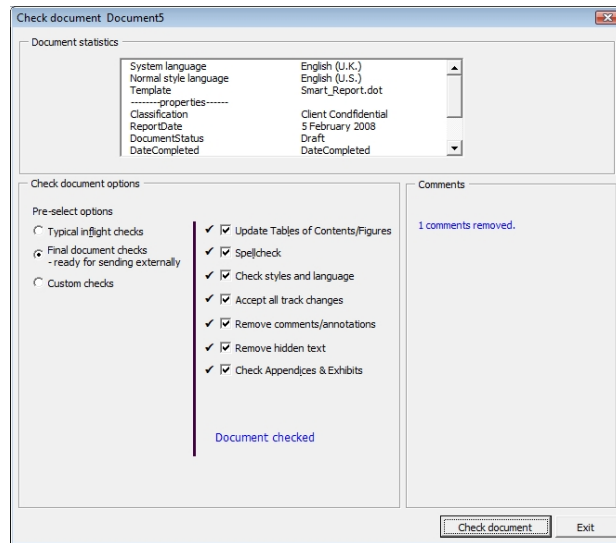 Check document Document5
Document statistics
System language English (U.K.)
Normal style language English (U.S.)
Template Smart_Report.dot
--------properties------
Classification Client Condfidential
ReportDate 5 February 2008
DocumentStatus Draft
DateCompleted DateCompleted
Check document options
Pre-select options
Typical inflight checks
Final document checks
- ready for sending externally
Custom checks
Update Tables of Contents/Figures
Spellcheck
Check styles and language
Accept all track changes
Remove comments/annotations
Remove hidden text
Check Appendices & Exhibits
Document checked
Comments
1 comments removed.
Check document
Exit